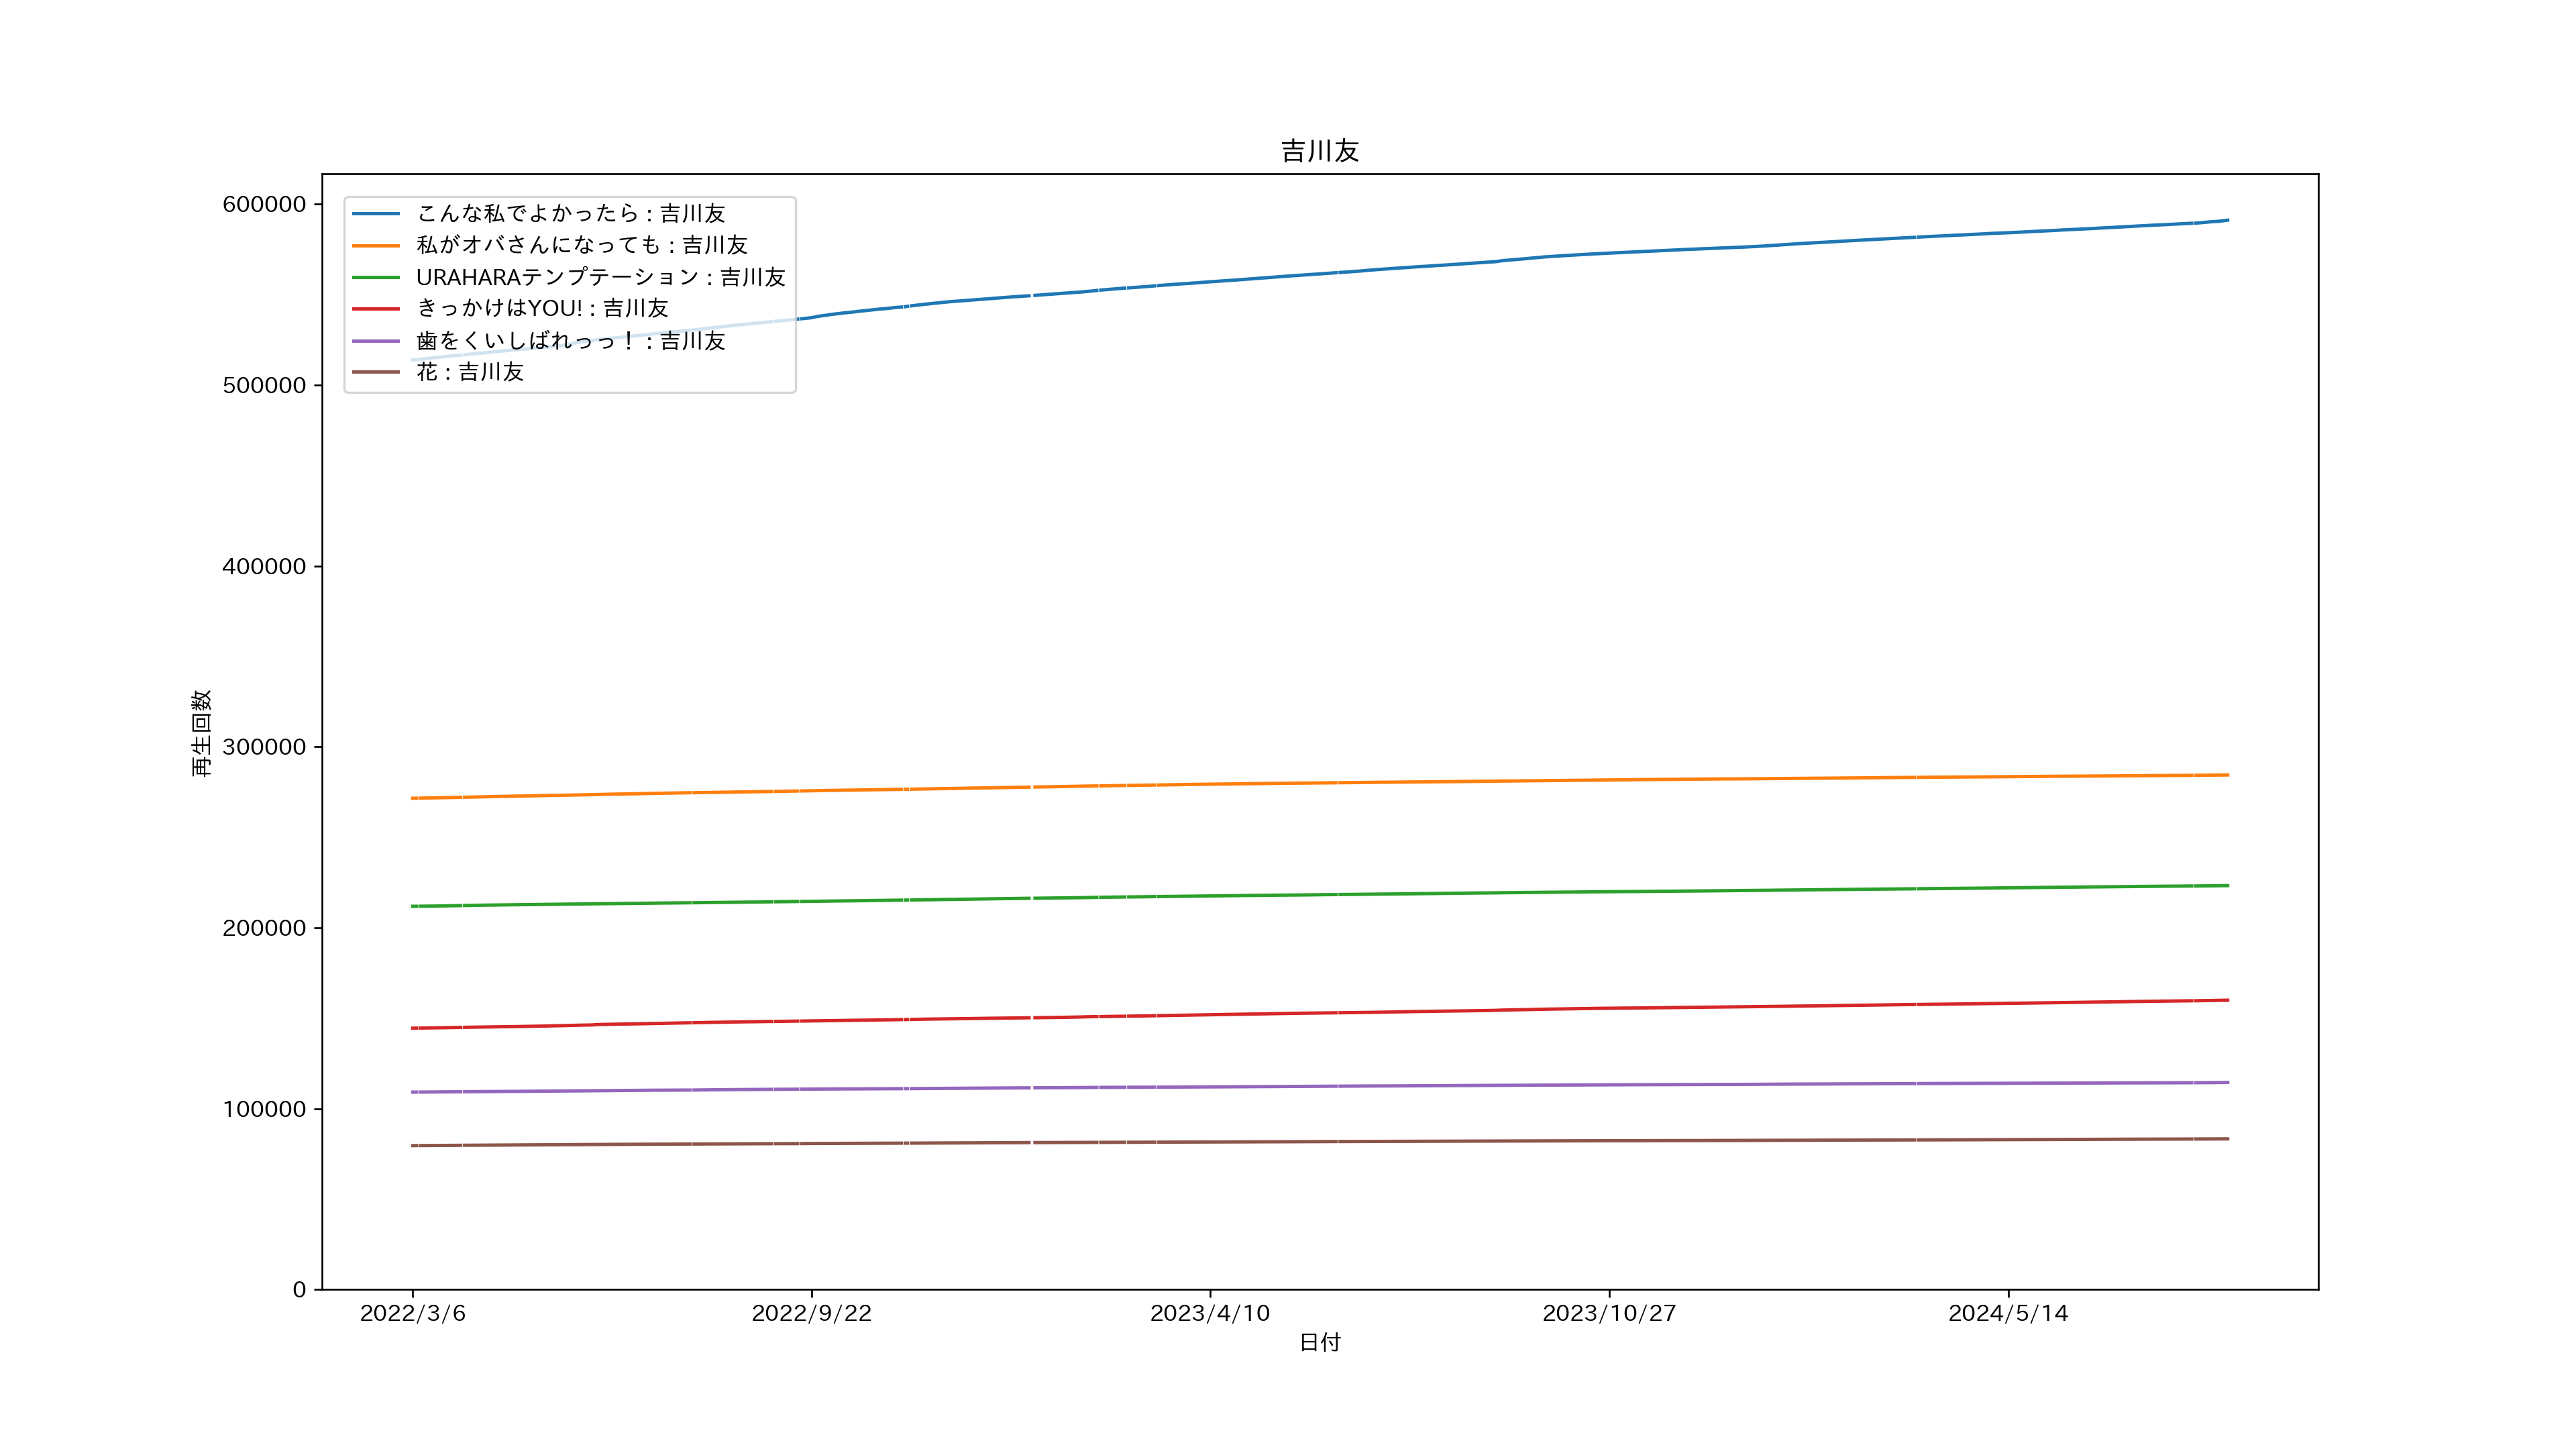 吉川友
600000
500000
400000
300000
200000
100000
0
再生回数
こんな私でよかったら : 吉川友
私がオバさんになっても : 吉川友
URAHARAテンプテーション : 吉川友
きっかけはYOU! : 吉川友
歯をくいしばれっっ！ : 吉川友
花 : 吉川友
2022/3/6 2022/9/22 2023/4/10 2023/10/27 2024/5/14
日付